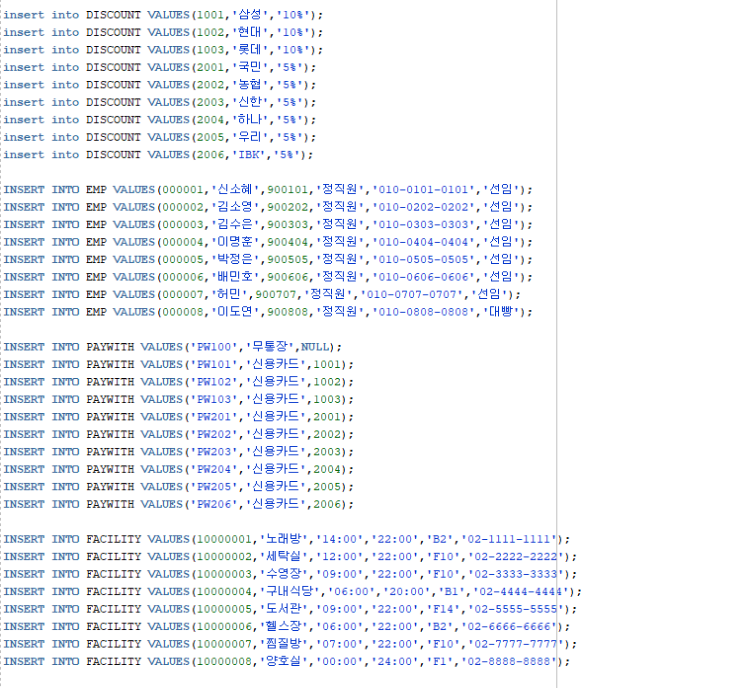 insert into DISCOUNT VALUES(1001,'삼성','10%');
insert into DISCOUNT VALUES(1002,'현대','10%');
insert into DISCOUNT VALUES(1003,'롯데','10%');
insert into DISCOUNT VALUES(2001,'국민','5%');
insert into DISCOUNT VALUES(2002,'농협','5%');
insert into DISCOUNT VALUES(2003,'신한','5%');
insert into DISCOUNT VALUES(2004,'하나','5%');
insert into DISCOUNT VALUES(2005,'우리','5%');
insert into DISCOUNT VALUES(2006,'IBK','5%');
INSERT INTO EMP VALUES(000001,'신소혜',900101,'정직원','010-0101-0101','선임');
INSERT INTO EMP VALUES(000002,'김소영',900202,'정직원','010-0202-0202','선임');
INSERT INTO EMP VALUES(000003,'김수은',900303,'정직원','010-0303-0303','선임');
INSERT INTO EMP VALUES(000004,'이명훈',900404,'정직원','010-0404-0404','선임');
INSERT INTO EMP VALUES(000005,'박정은',900505,'정직원','010-0505-0505','선임');
INSERT INTO EMP VALUES(000006,'배민호',900606,'정직원','010-0606-0606','선임');
INSERT INTO EMP VALUES(000007,'허민',900707,'정직원','010-0707-0707','선임');
INSERT INTO EMP VALUES(000008,'이도연',900808,'정직원','010-0808-0808','대빵');
INSERT INTO PAYWITH VALUES('PW100','무통장',NULL);
INSERT INTO PAYWITH VALUES('PW101','신용카드',1001);
INSERT INTO PAYWITH VALUES('PW102','신용카드',1002);
INSERT INTO PAYWITH VALUES('PW103','신용카드',1003);
INSERT INTO PAYWITH VALUES('PW201','신용카드',2001);
INSERT INTO PAYWITH VALUES('PW202','신용카드',2002);
INSERT INTO PAYWITH VALUES('PW203','신용카드',2003);
INSERT INTO PAYWITH VALUES('PW204','신용카드',2004);
INSERT INTO PAYWITH VALUES('PW205','신용카드',2005);
INSERT INTO PAYWITH VALUES('PW206','신용카드',2006);
INSERT INTO FACILITY VALUES(10000001,'노래방','14:00','22:00','B2','02-1111-1111');
INSERT INTO FACILITY VALUES(10000002,'세탁실','12:00','22:00','F10','02-2222-2222');
INSERT INTO FACILITY VALUES(10000003,'수영장','09:00','22:00','F10','02-3333-3333');
INSERT INTO FACILITY VALUES(10000004,'구내식당','06:00','20:00','B1','02-4444-4444');
INSERT INTO FACILITY VALUES(10000005,'도서관','09:00','22:00','F14','02-5555-5555');
INSERT INTO FACILITY VALUES(10000006,'헬스장','06:00','22:00','B2','02-6666-6666');
INSERT INTO FACILITY VALUES(10000007,'찜질방','07:00','22:00','F10','02-7777-7777');
INSERT INTO FACILITY VALUES(10000008,'양호실','00:00','24:00','F1','02-8888-8888');